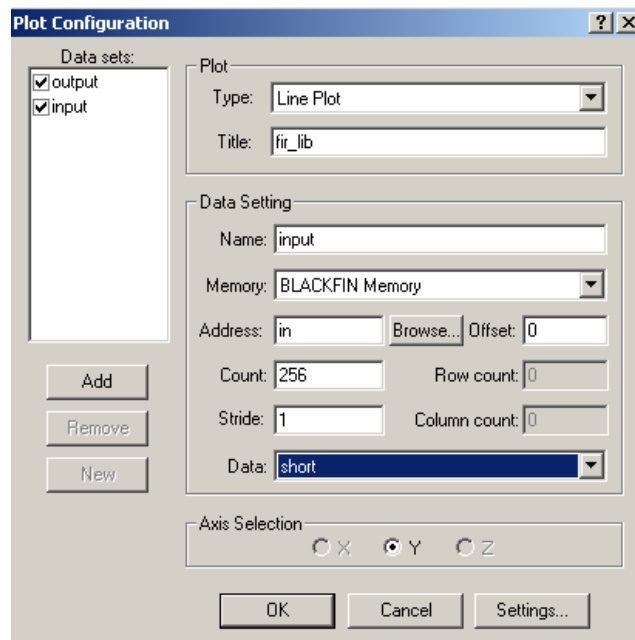 Plot Configuration
Data sets:
output
input
Add
Remove
New
Plot
Type: Line Plot
Title: fir_lib
Data Setting
Name: input
Memory: BLACKFIN Memory
Address: in Browse... Offset: 0
Count: 256 Row count: 0
Stride: 1 Column count: 0
Data: short
Axis Selection
X Y Z
OK Cancel Settings...